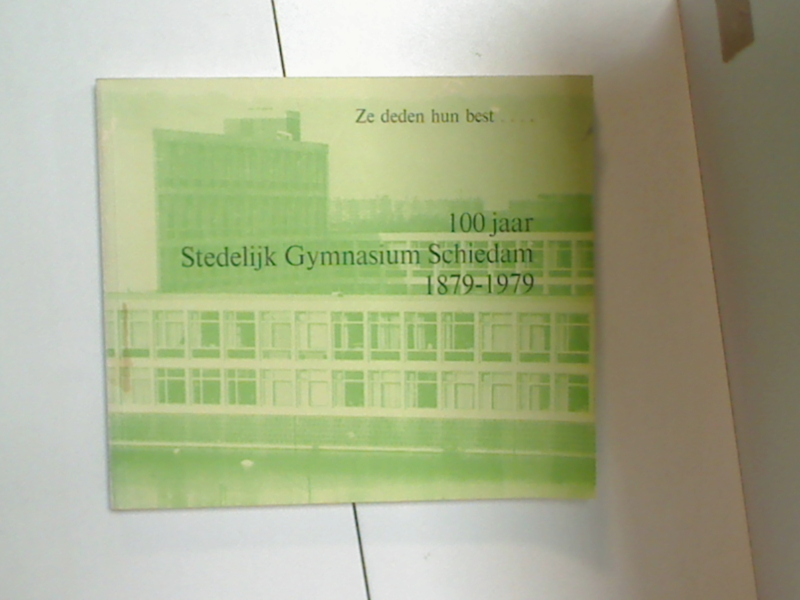 Ze deden hun best . . . .
100 jaar
Stedelijk Gymnasium Schiedam
1879-1979